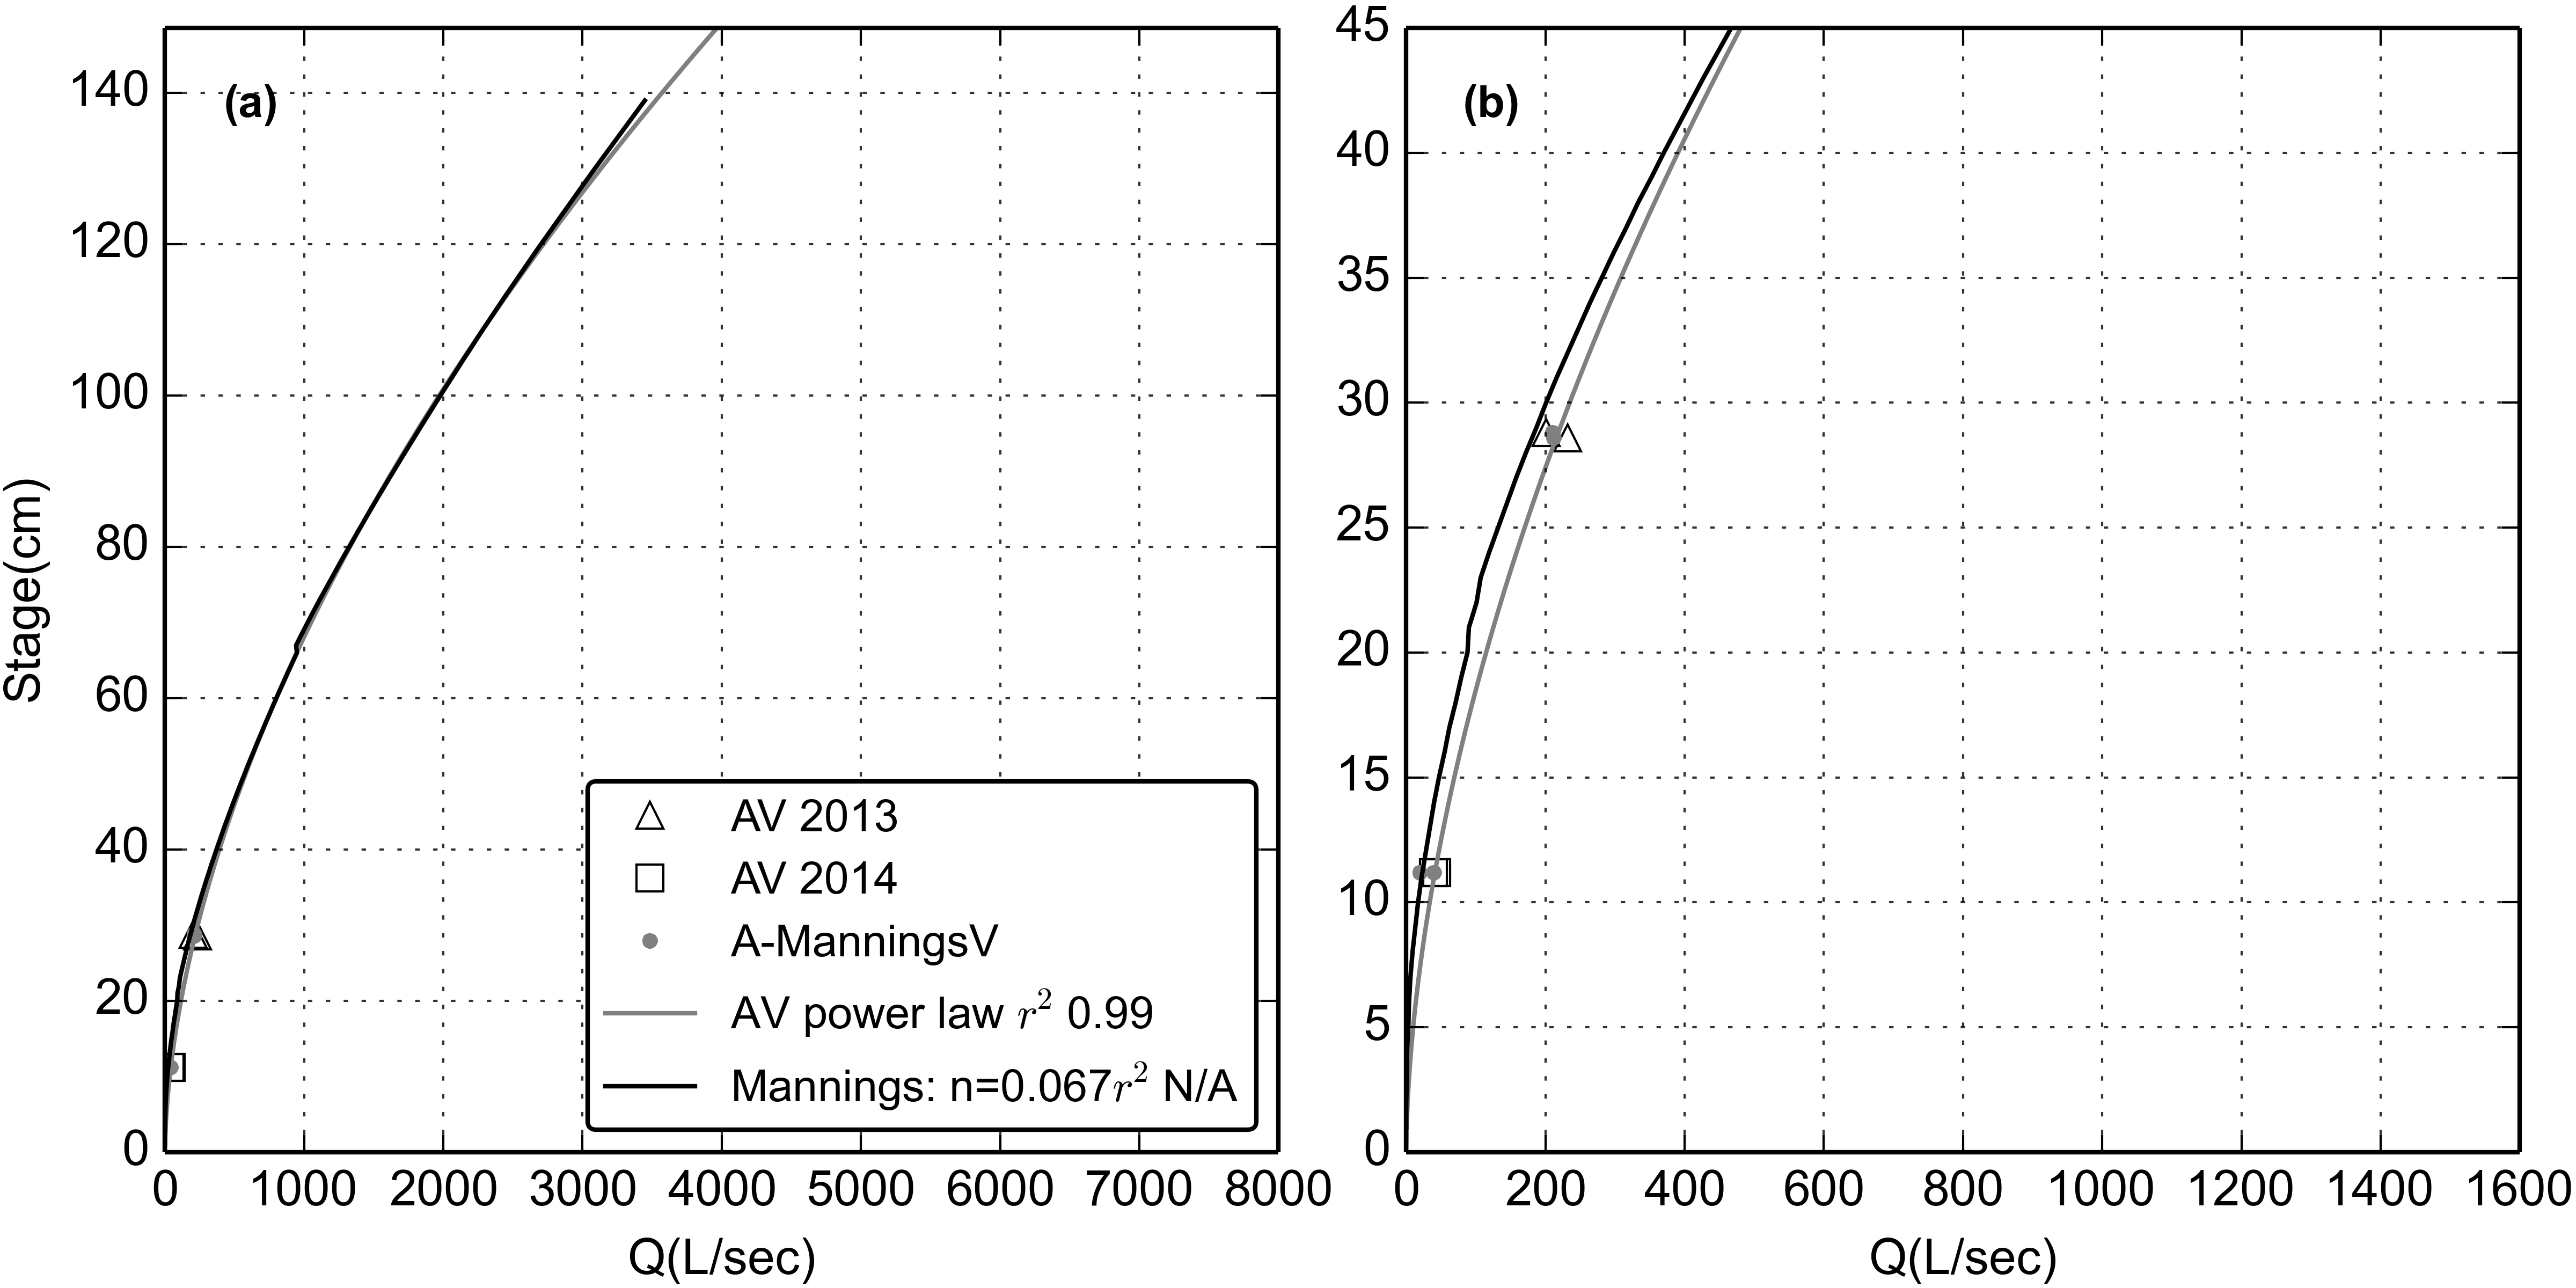 (a)
140
120
100
80
60
40
20
0
Stage(cm)
0 1000 2000 3000 4000 5000 6000 7000 8000
Q(L/sec)
AV 2013
AV 2014
A-ManningsV
AV power law r² 0.99
Mannings: n=0.067r² N/A
(b)
45
40
35
30
25
20
15
10
5
0
0 200 400 600 800 1000 1200 1400 1600
Q(L/sec)